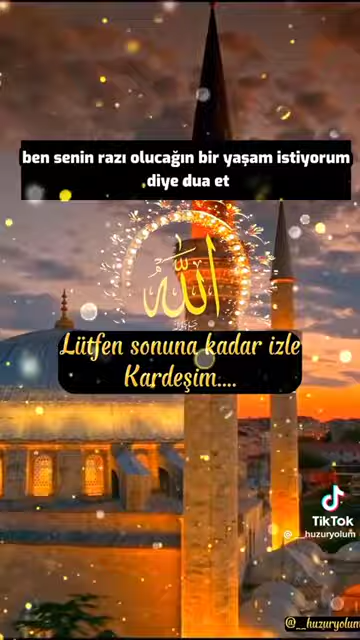 ben senin razı olucağın bir yaşam istiyorum
diye dua et
الله
Lütfen sonuna kadar izle
Kardeşim....
TikTok
@__huzuryolum
@__huzuryolum